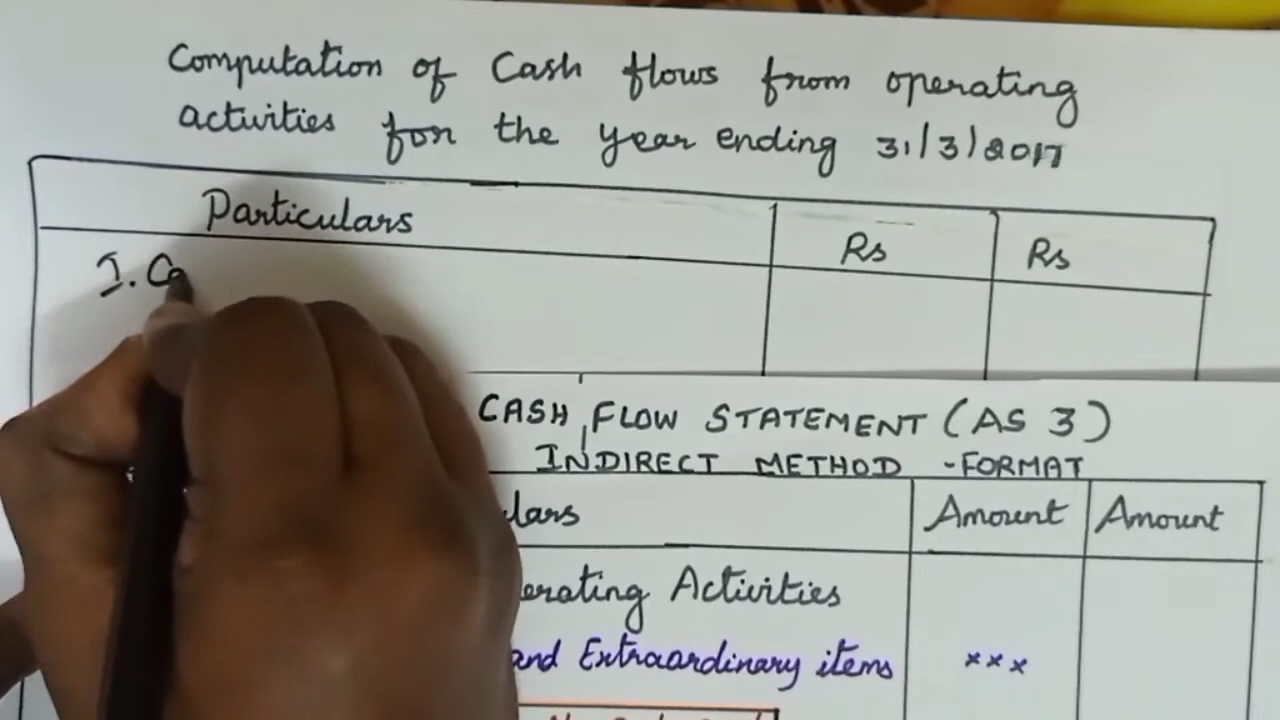 Computation of Cash flows from operating
activities for the year ending 31/3/2017
Particulars Rs Rs
I. Ca
CASH FLOW STATEMENT (AS 3)
INDIRECT METHOD - FORMAT
lars Amount Amount
erating Activities
and Extraordinary items xxx